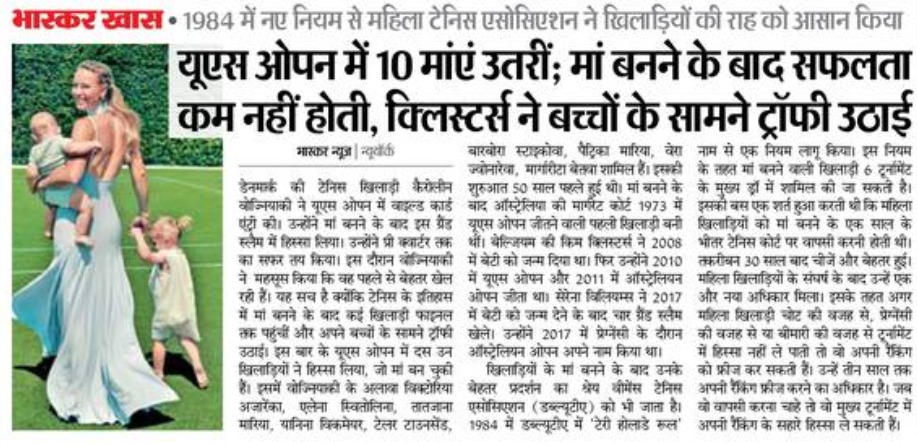 भास्कर खास • 1984 में नए नियम से महिला टेनिस एसोसिएशन ने खिलाड़ियों की राह को आसान किया
यूएस ओपन में 10 मांएं उतरीं; मां बनने के बाद सफलता
कम नहीं होती, क्लिस्टर्स ने बच्चों के सामने ट्रॉफी उठाई
भास्कर न्यूज | न्यूयॉर्क
डेनमार्क की टेनिस खिलाड़ी कैरोलीन
वोज्नियाकी ने यूएस ओपन में वाइल्ड कार्ड
एंट्री की। उन्होंने मां बनने के बाद इस ग्रैंड
स्लैम में हिस्सा लिया। उन्होंने प्री क्वार्टर तक
का सफर तय किया। इस दौरान वोज्नियाकी
ने महसूस किया कि वह पहले से बेहतर खेल
रही हैं। यह सच है क्योंकि टेनिस के इतिहास
में मां बनने के बाद कई खिलाड़ी फाइनल
तक पहुंचीं और अपने बच्चों के सामने ट्रॉफी
उठाई। इस बार के यूएस ओपन में दस उन
खिलाड़ियों ने हिस्सा लिया, जो मां बन चुकी
हैं। इसमें वोज्नियाकी के अलावा विक्टोरिया
अजारेंका, एलेना स्वितोलिना, तातजाना
मारिया, यानिना विकमेयर, टेलर टाउनसेंड,
बारबोरा स्टाइकोवा, पैट्रिका मारिया, वेरा
ज्वोनारेवा, मार्गारीटा बेतवा शामिल हैं। इसकी
शुरुआत 50 साल पहले हुई थी। मां बनने के
बाद ऑस्ट्रेलिया की मार्गरेट कोर्ट 1973 में
यूएस ओपन जीतने वाली पहली खिलाड़ी बनी
थीं। बेल्जियम की किम क्लिस्टर्स ने 2008
में बेटी को जन्म दिया था। फिर उन्होंने 2010
में यूएस ओपन और 2011 में ऑस्ट्रेलियन
ओपन जीता था। सेरेना विलियम्स ने 2017
में बेटी को जन्म देने के बाद चार ग्रैंड स्लैम
खेले। उन्होंने 2017 में प्रेग्नेंसी के दौरान
ऑस्ट्रेलियन ओपन अपने नाम किया था।
खिलाड़ियों के मां बनने के बाद उनके
बेहतर प्रदर्शन का श्रेय वीमेंस टेनिस
एसोसिएशन (डब्ल्यूटीए) को भी जाता है।
1984 में डब्ल्यूटीए में 'टेरी होलाडे रूल'
नाम से एक नियम लागू किया। इस नियम
के तहत मां बनने वाली खिलाड़ी 6 टूर्नामेंट
के मुख्य ड्रॉ में शामिल की जा सकती है।
इसकी बस एक शर्त हुआ करती थी कि महिला
खिलाड़ियों को मां बनने के एक साल के
भीतर टेनिस कोर्ट पर वापसी करनी होती थी।
तकरीबन 30 साल बाद चीजें और बेहतर हुई।
महिला खिलाड़ियों के संघर्ष के बाद उन्हें एक
और नया अधिकार मिला। इसके तहत अगर
महिला खिलाड़ी चोट की वजह से, प्रेग्नेंसी
की वजह से या बीमारी की वजह से टूर्नामेंट
में हिस्सा नहीं ले पाती तो वो अपनी रैंकिंग
को फ्रीज कर सकती हैं। उन्हें तीन साल तक
अपनी रैंकिंग फ्रीज करने का अधिकार है। जब
वो वापसी करना चाहे तो वो मुख्य टूर्नामेंट में
अपनी रैंकिंग के सहारे हिस्सा ले सकती हैं।